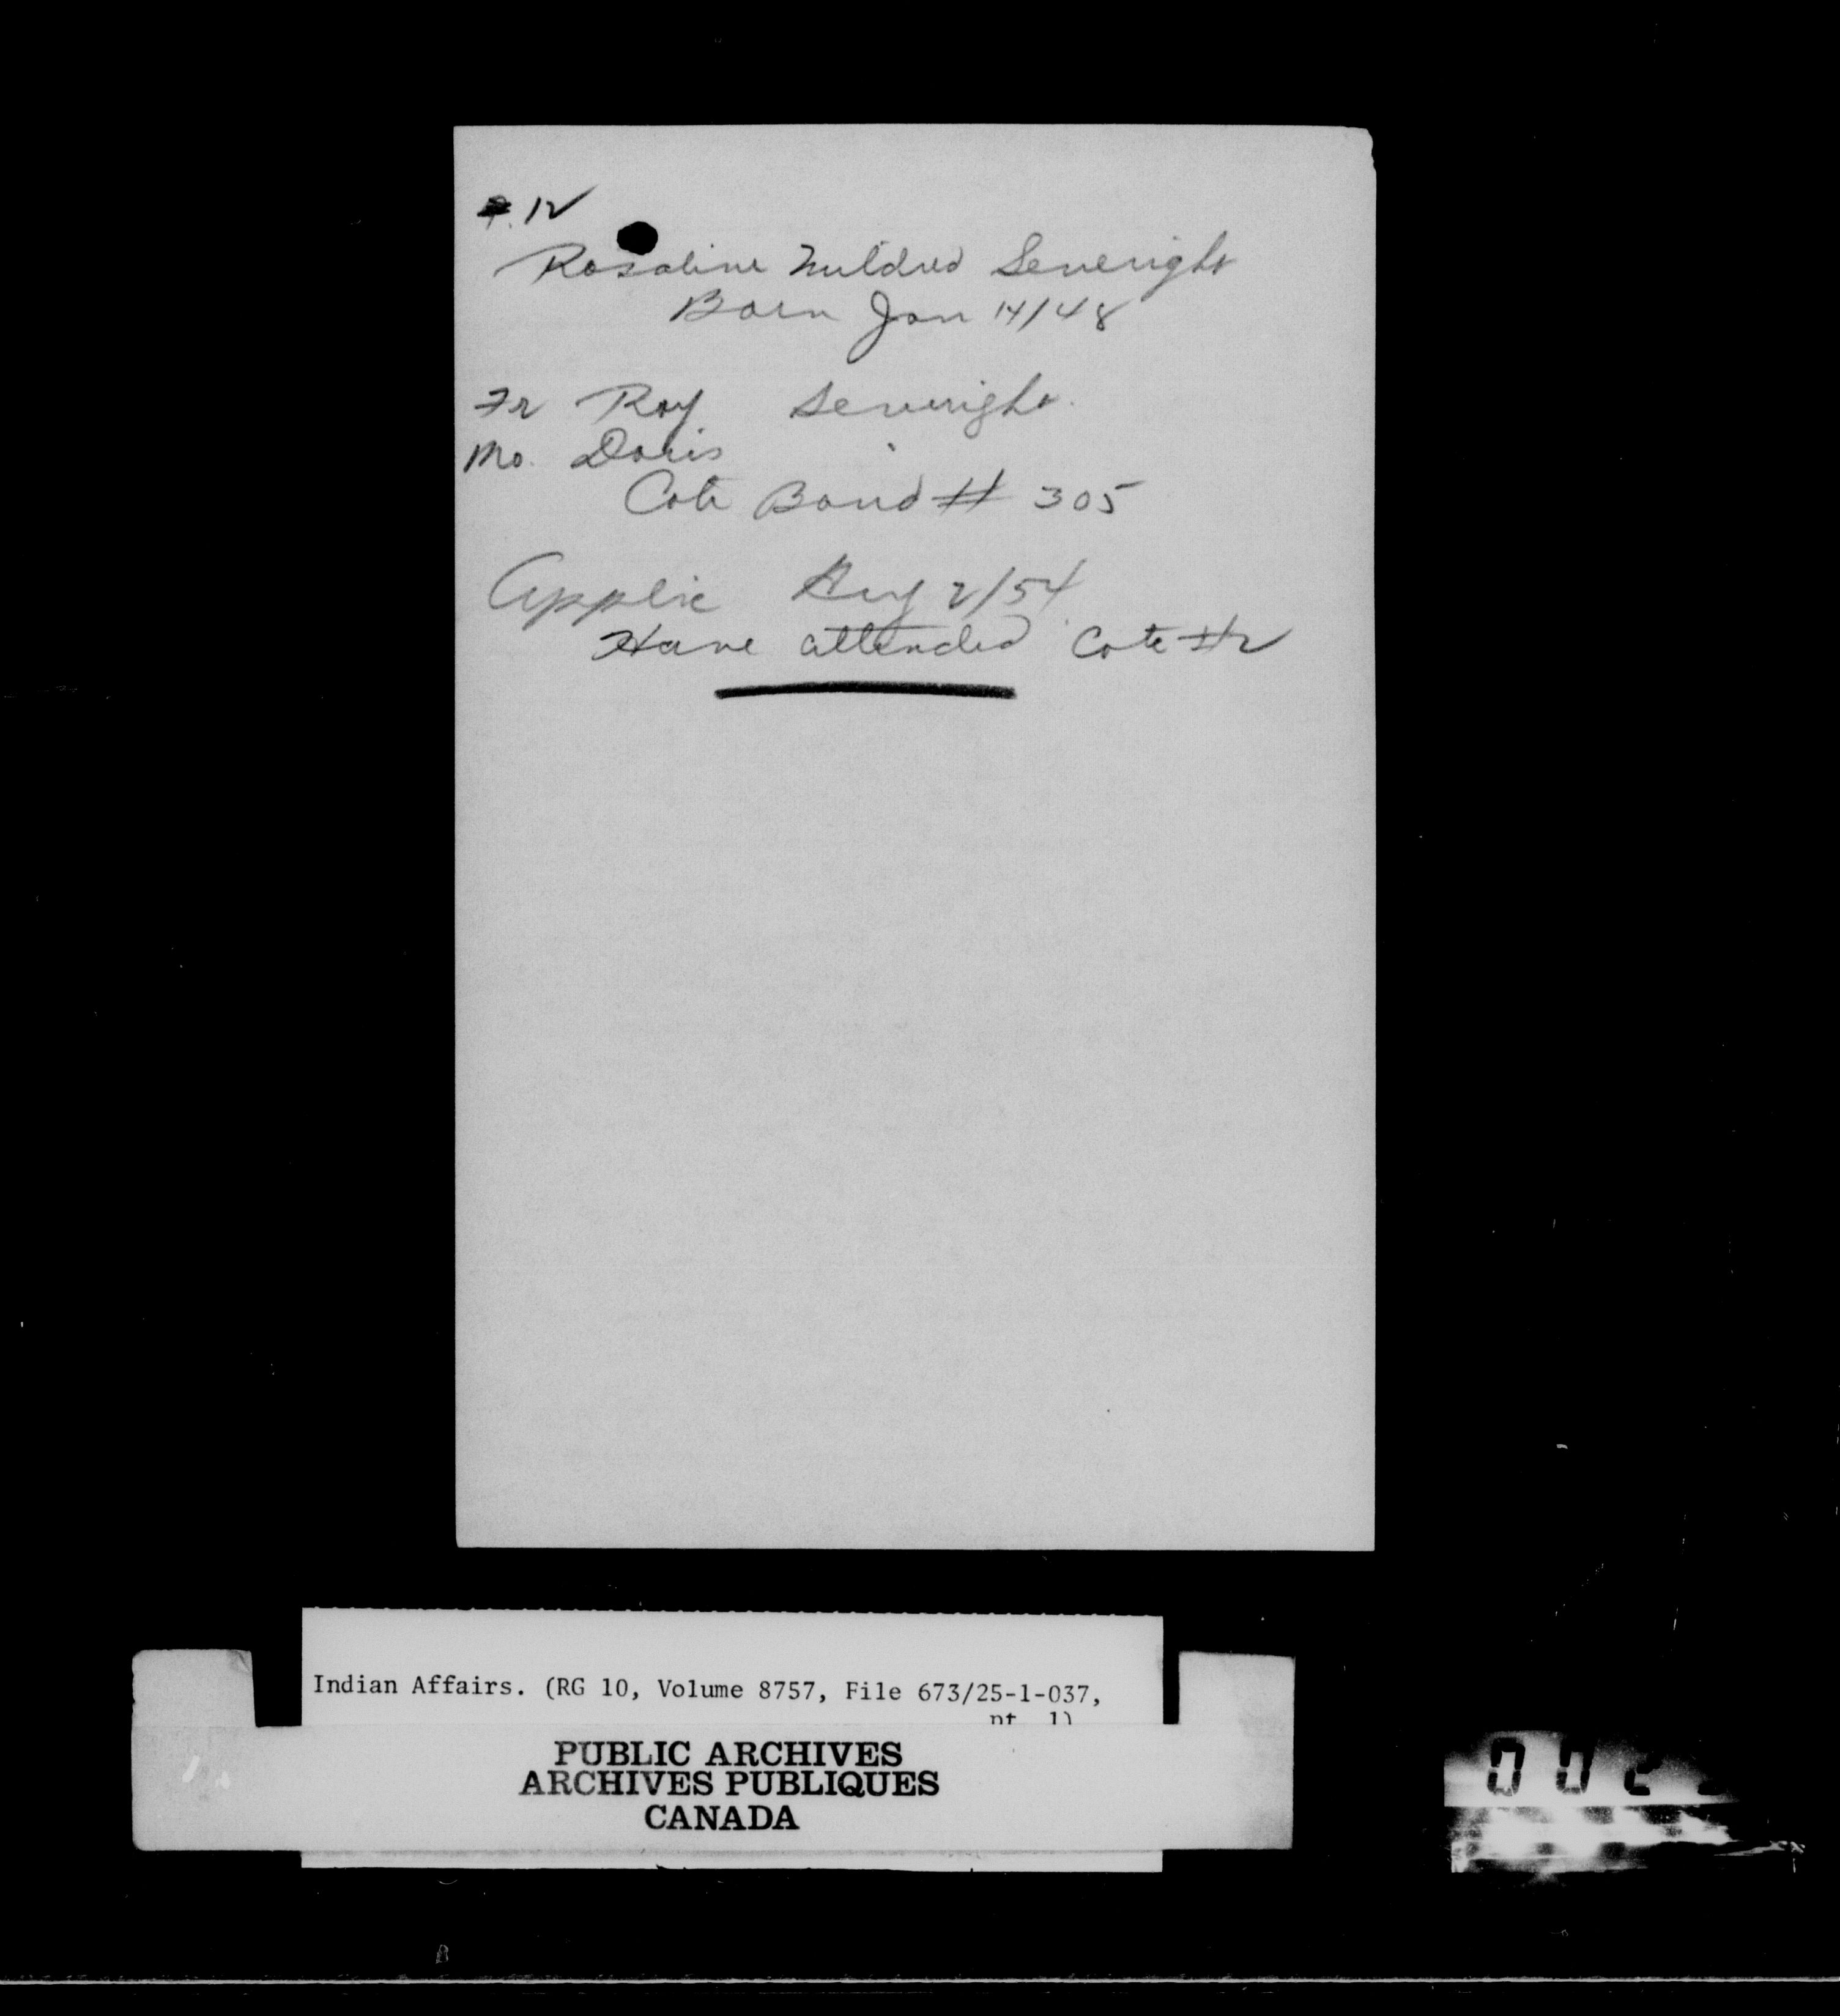 12
Rosaline Mildred Severight
Born Jan 14/48
Fr Roy Severight.
Mo. Doris "
Cote Band # 305
Applic Aug 2/54
Have attended Cote #2
Indian Affairs. (RG 10, Volume 8757, File 673/25-1-037,
pt. 1)
PUBLIC ARCHIVES
ARCHIVES PUBLIQUES
CANADA